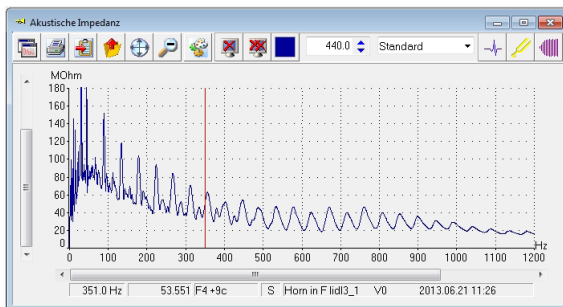 Akustische Impedanz
440.0 Standard
MOhm
180
160
140
120
100
80
60
40
20
0
0 100 200 300 400 500 600 700 800 900 1000 1100 1200
Hz
351.0 Hz 53.551 F4 +9c S Horn in F lidl3_1 V0 2013.06.21 11:26